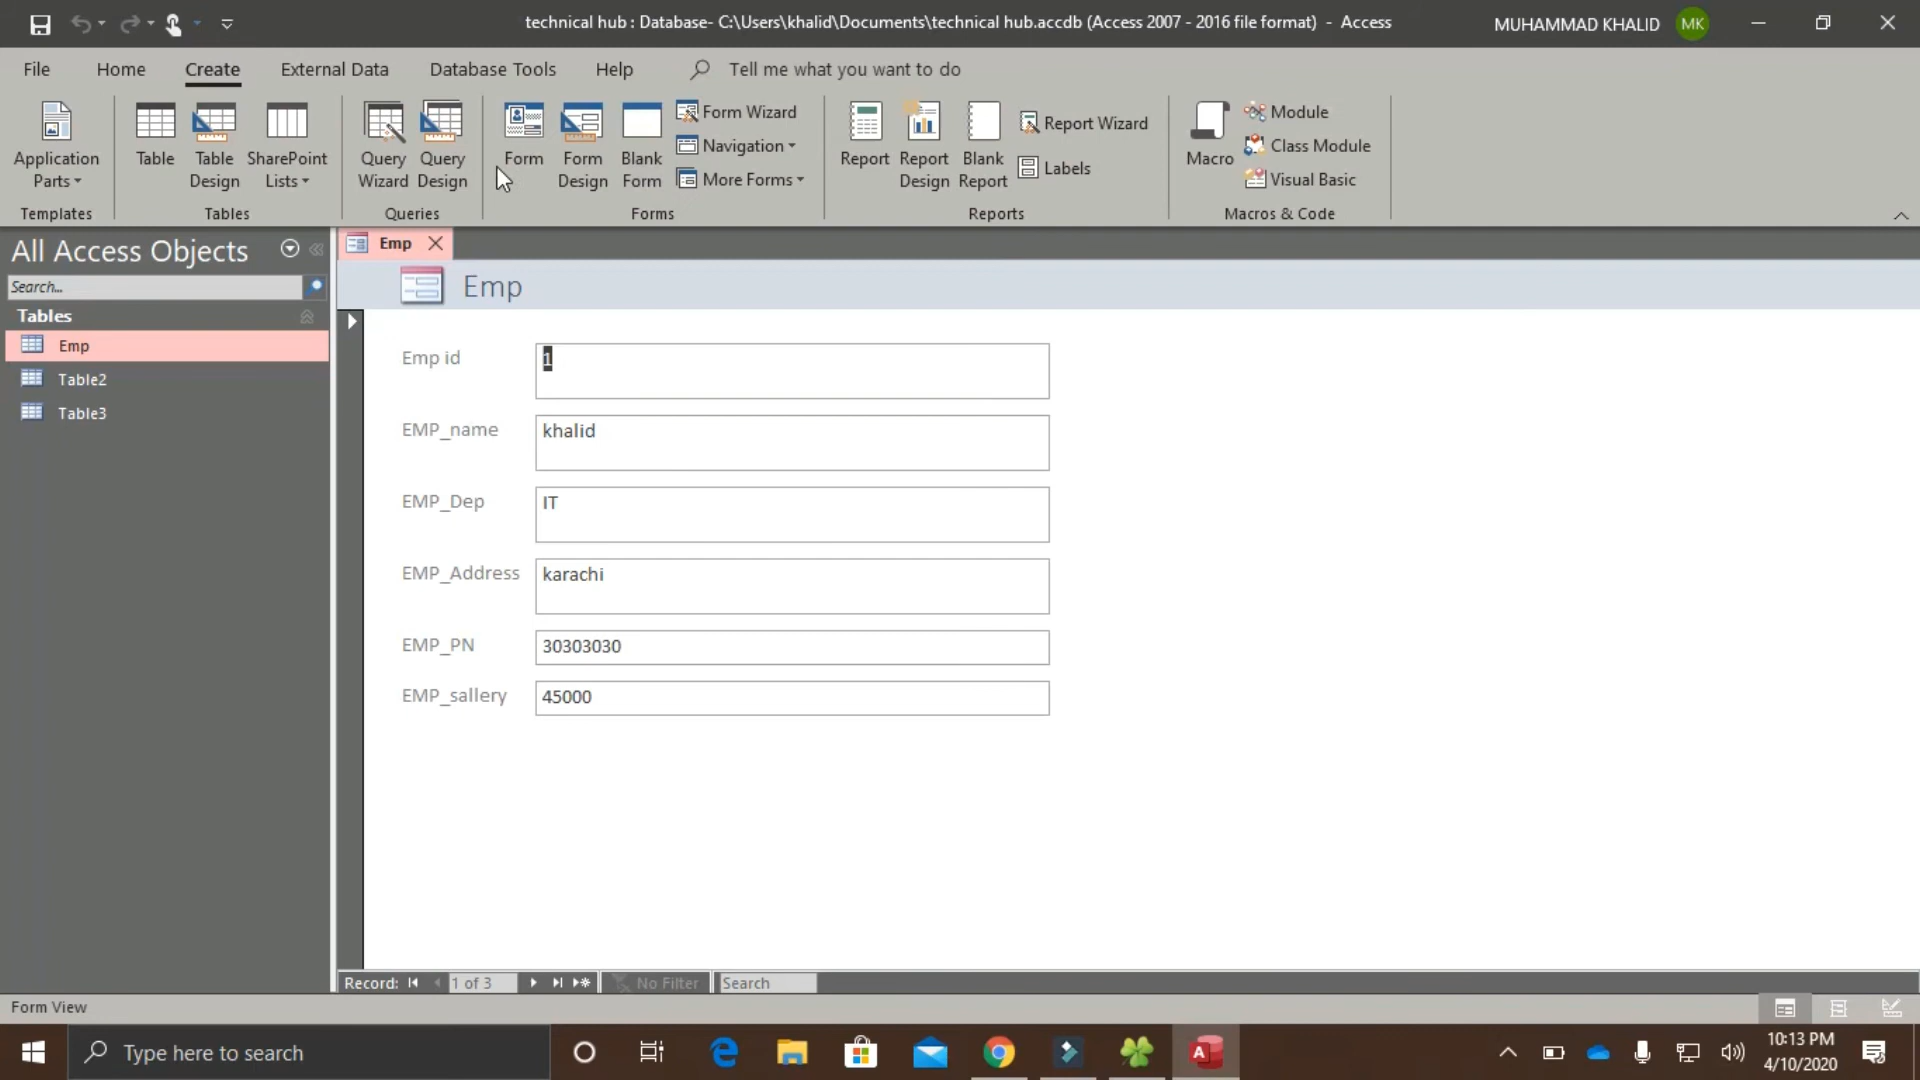 technical hub : Database- C:\Users\khalid\Documents\technical hub.accdb (Access 2007 - 2016 file format) - Access
MUHAMMAD KHALID
MK
File
Home
Create
External Data
Database Tools
Help
Tell me what you want to do
Application
Parts
Templates
Table
Table
Design
SharePoint
Lists
Tables
Query
Wizard
Query
Design
Queries
Form
Form
Design
Blank
Form
Form Wizard
Navigation
More Forms
Forms
Report
Report
Design
Blank
Report
Report Wizard
Labels
Reports
Macro
Module
Class Module
Visual Basic
Macros & Code
All Access Objects
Search...
Tables
Emp
Table2
Table3
Emp
Emp
Emp id
1
EMP_name
khalid
EMP_Dep
IT
EMP_Address
karachi
EMP_PN
30303030
EMP_sallery
45000
Record:
1 of 3
No Filter
Search
Form View
Type here to search
A
10:13 PM
4/10/2020